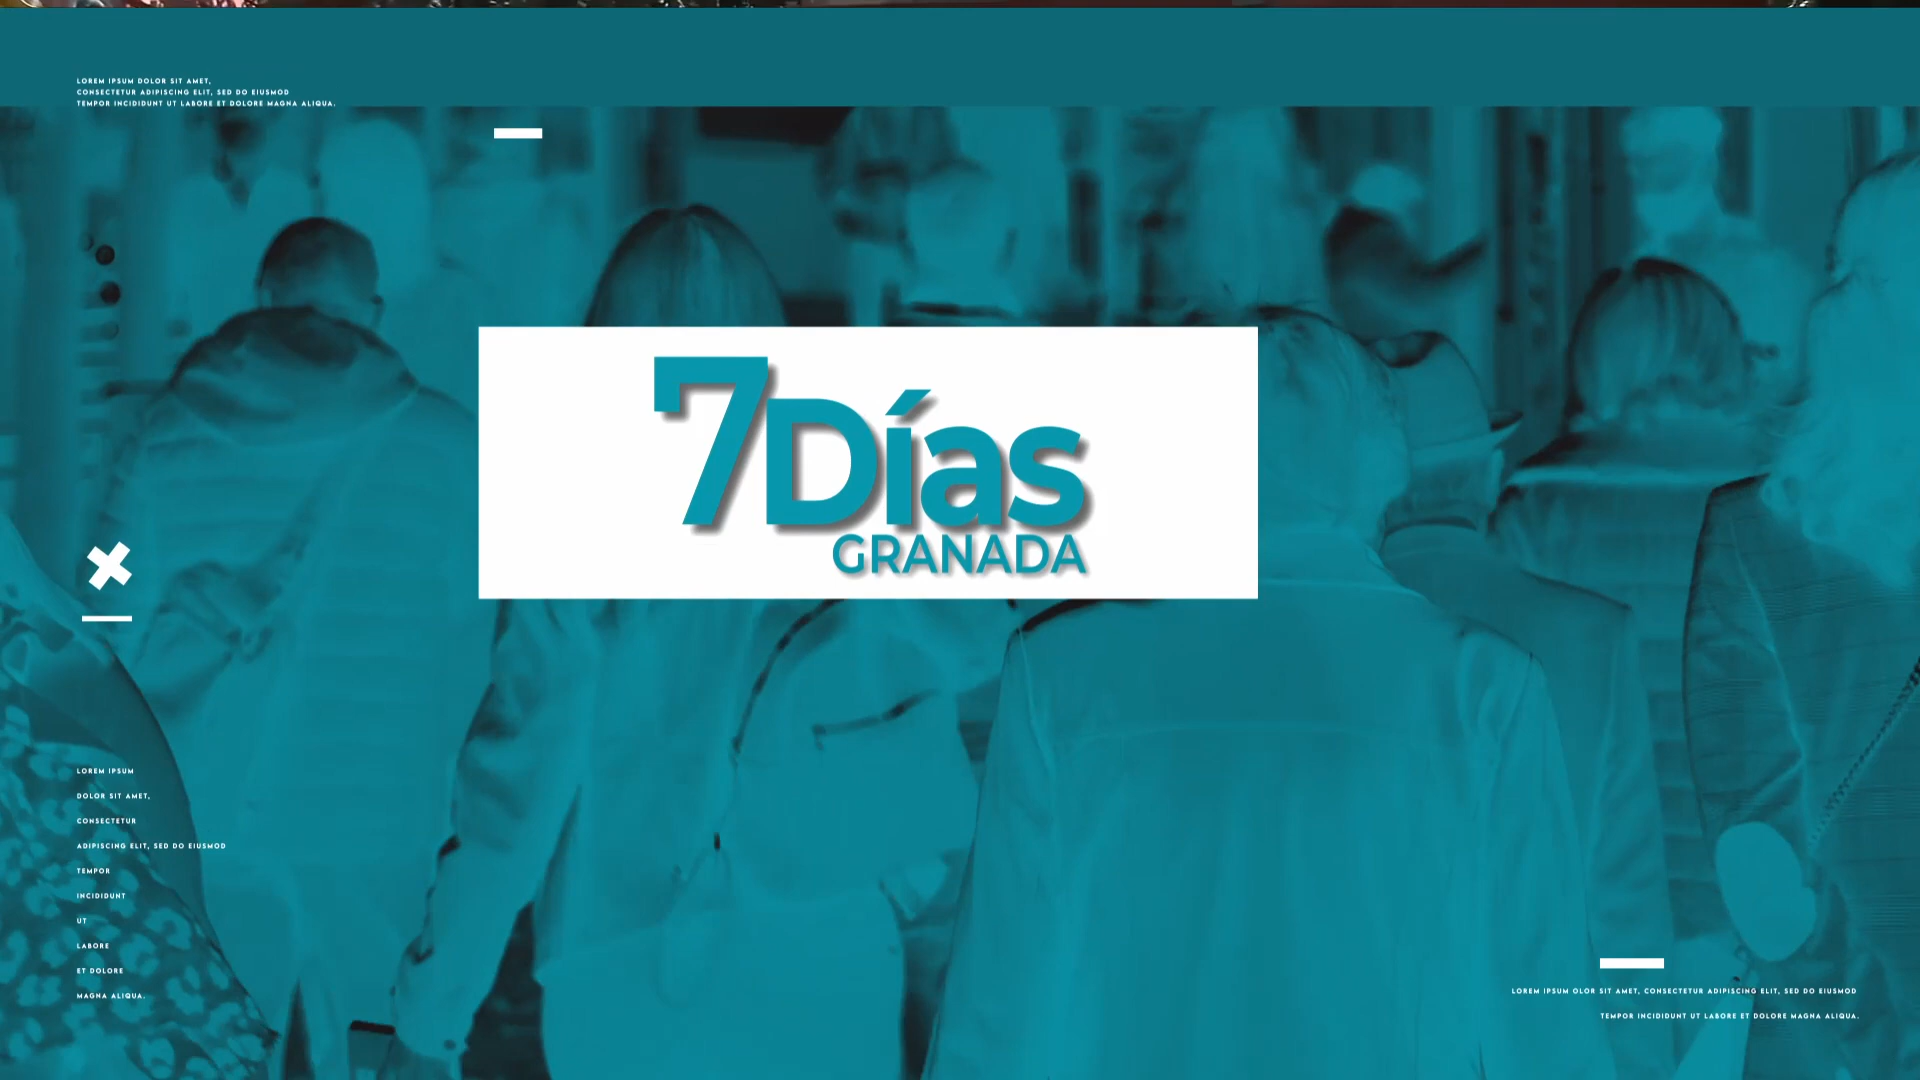 LOREM IPSUM DOLOR SIT AMET,
CONSECTETUR ADIPISCING ELIT, SED DO EIUSMOD
TEMPOR INCIDIDUNT UT LABORE ET DOLORE MAGNA ALIQUA.
7Días
GRANADA
LOREM IPSUM
DOLOR SIT AMET,
CONSECTETUR
ADIPISCING ELIT, SED DO EIUSMOD
TEMPOR
INCIDIDUNT
UT
LABORE
ET DOLORE
MAGNA ALIQUA.
LOREM IPSUM OLOR SIT AMET, CONSECTETUR ADIPISCING ELIT, SED DO EIUSMOD
TEMPOR INCIDIDUNT UT LABORE ET DOLORE MAGNA ALIQUA.